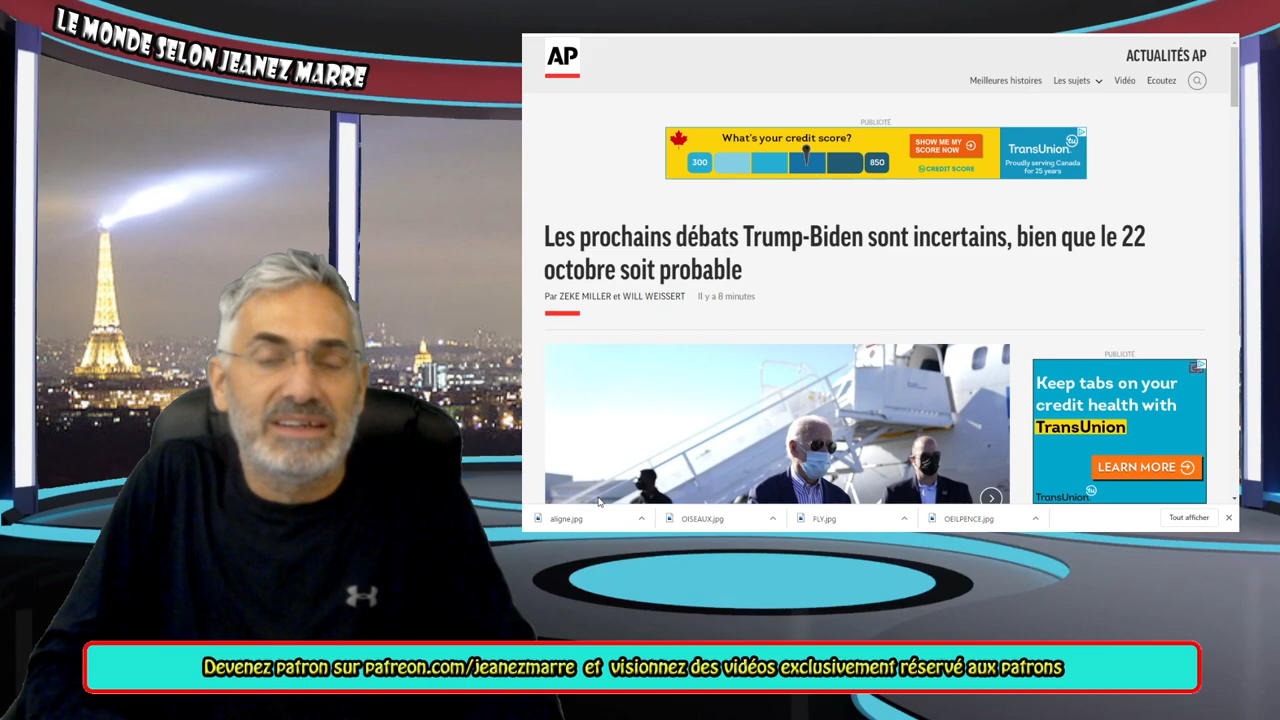 LE MONDE SELON JEANEZ MARRE
AP
ACTUALITÉS AP
Meilleures histoires Les sujets Vidéo Ecoutez
PUBLICITÉ
What's your credit score?
300
850
SHOW ME MY
SCORE NOW
CREDIT SCORE
TransUnion
Proudly serving Canada
for 25 years
Les prochains débats Trump-Biden sont incertains, bien que le 22
octobre soit probable
Par ZEKE MILLER et WILL WEISSERT Il y a 8 minutes
PUBLICITÉ
Keep tabs on your
credit health with
TransUnion
LEARN MORE
TransUnion
tu
aligne.jpg
OISEAUX.jpg
FLY.jpg
OEILPENCE.jpg
Tout afficher
Devenez patron sur patreon.com/jeanezmarre et visionnez des vidéos exclusivement réservé aux patrons